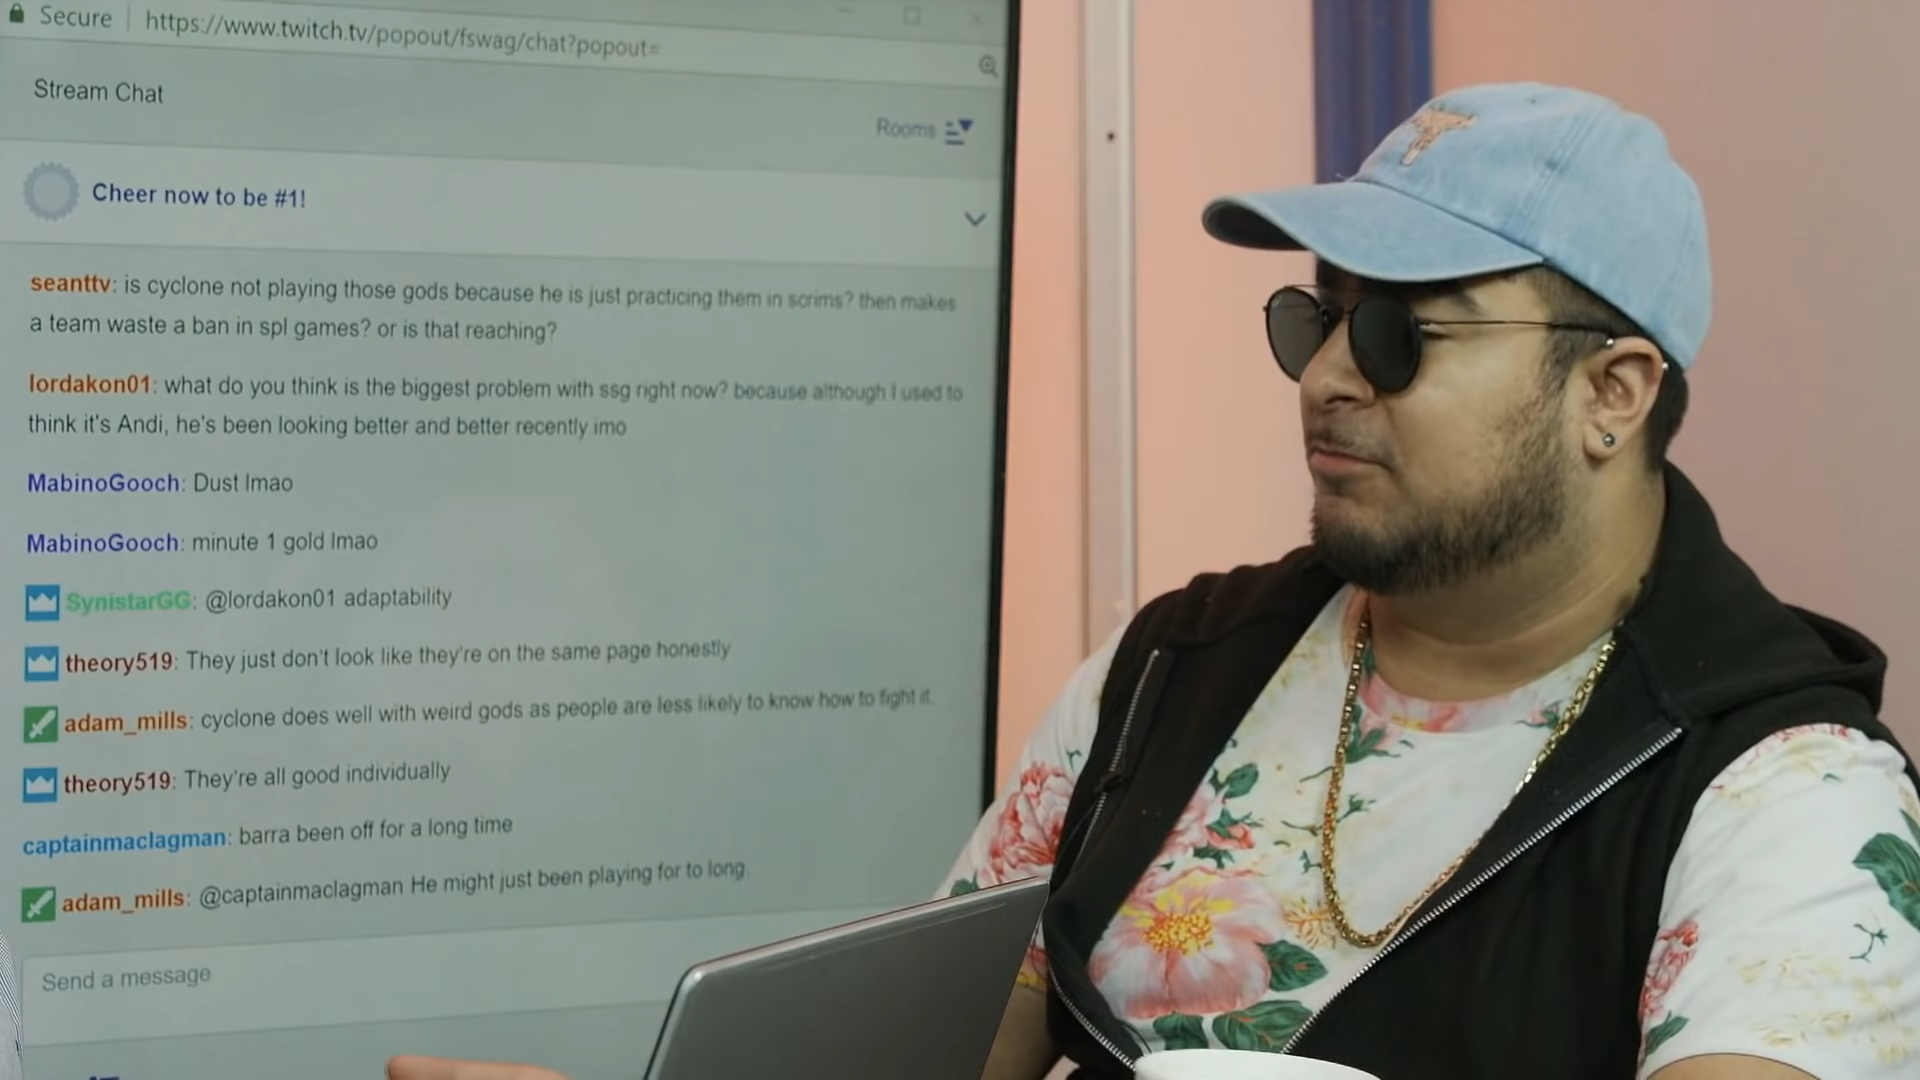 Secure | https://www.twitch.tv/popout/fswag/chat?popout=
Stream Chat
Rooms
Cheer now to be #1!
seanttv: is cyclone not playing those gods because he is just practicing them in scrims? then makes
a team waste a ban in spl games? or is that reaching?
lordakon01: what do you think is the biggest problem with ssg right now? because although I used to
think it's Andi, he's been looking better and better recently imo
MabinoGooch: Dust lmao
MabinoGooch: minute 1 gold lmao
SynistarGG: @lordakon01 adaptability
theory519: They just don't look like they're on the same page honestly
adam_mills: cyclone does well with weird gods as people are less likely to know how to fight it.
theory519: They're all good individually
captainmaclagman: barra been off for a long time
adam_mills: @captainmaclagman He might just been playing for to long.
Send a message